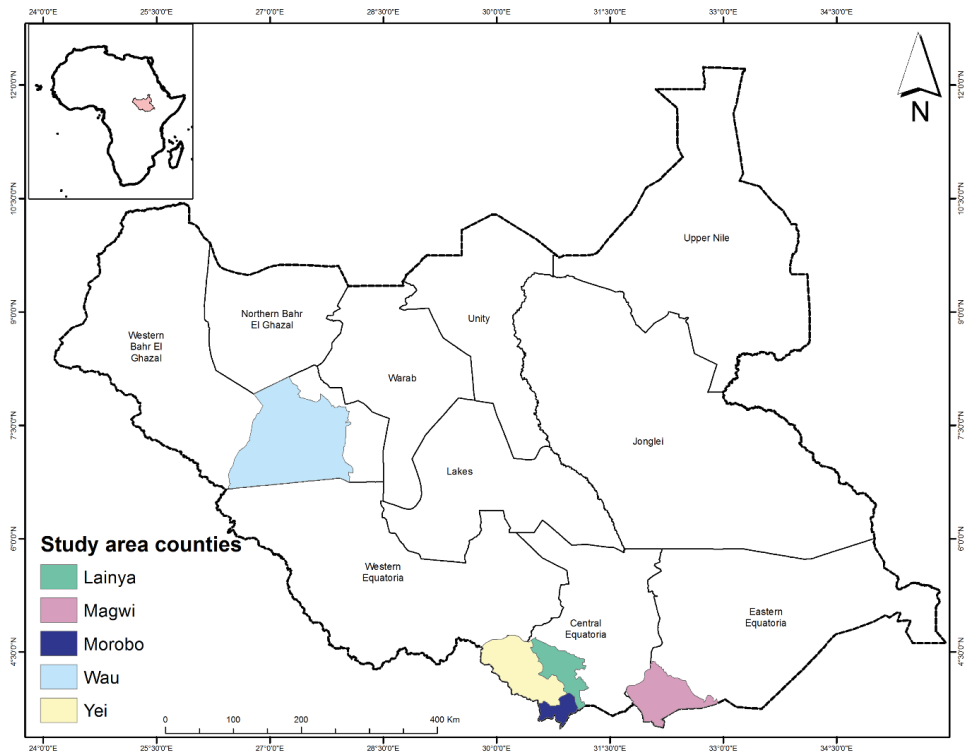 24°0'0"E 25°30'0"E 27°0'0"E 28°30'0"E 30°0'0"E 31°30'0"E 33°0'0"E 34°30'0"E
12°0'0"N
12°0'0"N
N
10°30'0"N
10°30'0"N
Upper Nile
9°0'0"N
9°0'0"N
Northern Bahr
El Ghazal
Unity
Western
Bahr El
Ghazal
Warab
7°30'0"N
7°30'0"N
Jonglei
Lakes
6°0'0"N
6°0'0"N
Western
Equatoria
Central
Equatoria
Eastern
Equatoria
4°30'0"N
4°30'0"N
Study area counties
Lainya
Magwi
Morobo
Wau
Yei
0 100 200 400 Km
24°0'0"E 25°30'0"E 27°0'0"E 28°30'0"E 30°0'0"E 31°30'0"E 33°0'0"E 34°30'0"E